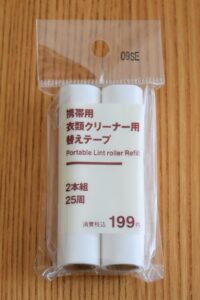 09SE
携帯用
衣類クリーナー用
替えテープ
Portable Lint roller Refill
2本組
25周
消費税込 199円